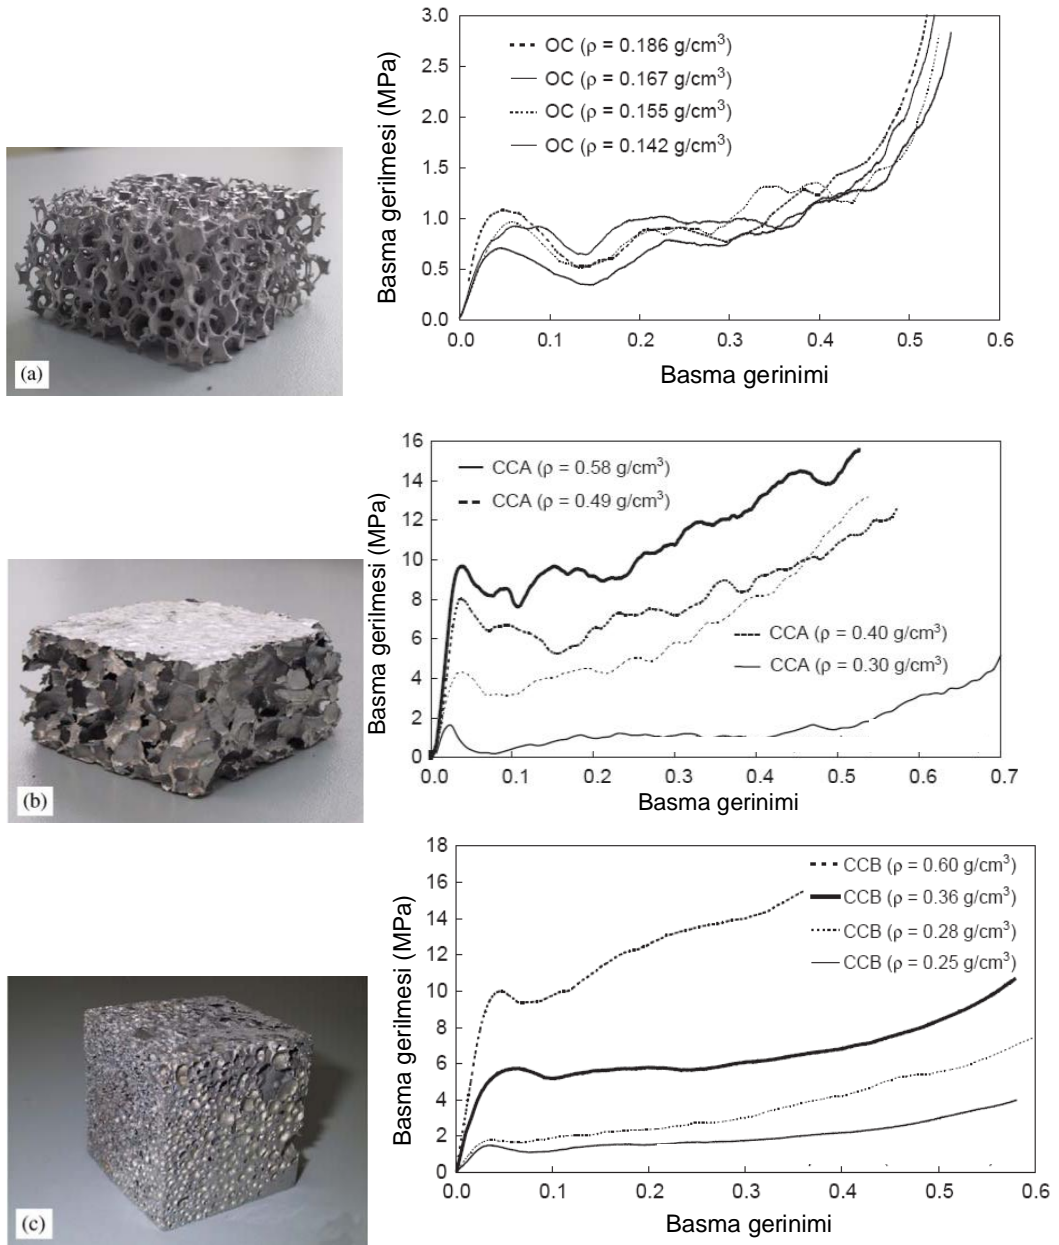 3.0
2.5
2.0
1.5
1.0
0.5
0.0
Basma gerilmesi (MPa)
OC (ρ = 0.186 g/cm³)
OC (ρ = 0.167 g/cm³)
OC (ρ = 0.155 g/cm³)
OC (ρ = 0.142 g/cm³)
0.0 0.1 0.2 0.3 0.4 0.5 0.6
Basma gerinimi
(a)
16
14
12
10
8
6
4
2
0
Basma gerilmesi (MPa)
CCA (ρ = 0.58 g/cm³)
CCA (ρ = 0.49 g/cm³)
CCA (ρ = 0.40 g/cm³)
CCA (ρ = 0.30 g/cm³)
0.0 0.1 0.2 0.3 0.4 0.5 0.6 0.7
Basma gerinimi
(b)
18
16
14
12
10
8
6
4
2
0
Basma gerilmesi (MPa)
CCB (ρ = 0.60 g/cm³)
CCB (ρ = 0.36 g/cm³)
CCB (ρ = 0.28 g/cm³)
CCB (ρ = 0.25 g/cm³)
0.0 0.1 0.2 0.3 0.4 0.5 0.6
Basma gerinimi
(c)